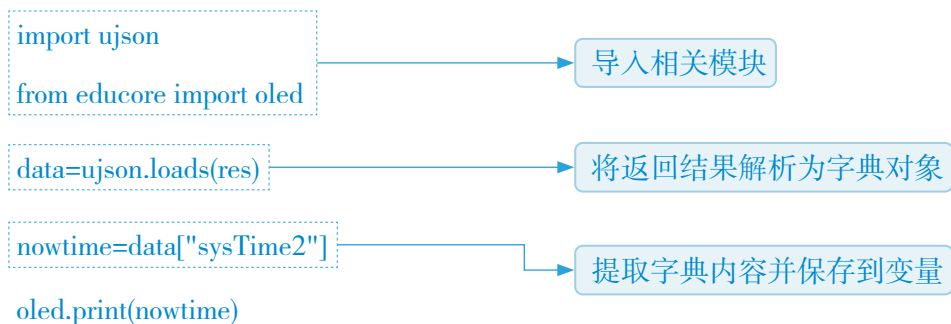 import ujson
导入相关模块
from educore import oled
data=ujson.loads(res)
将返回结果解析为字典对象
nowtime=data["sysTime2"]
提取字典内容并保存到变量
oled.print(nowtime)